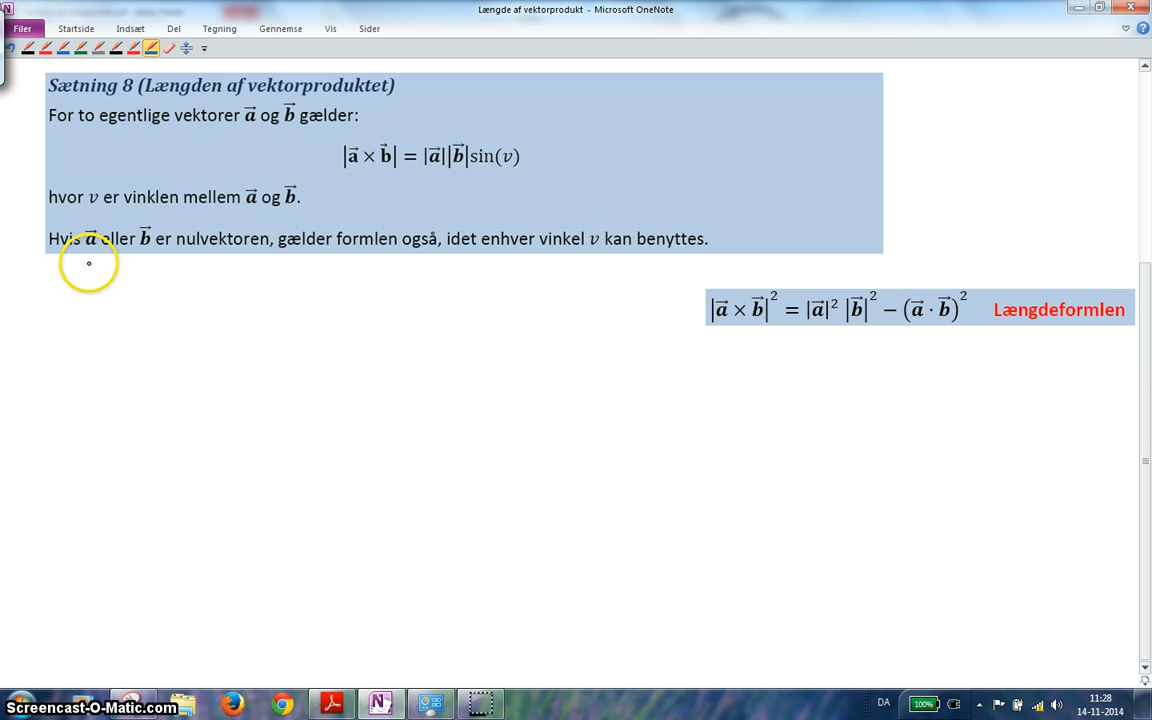 Længde af vektorprodukt - Microsoft OneNote
Filer Startside Indsæt Del Tegning Gennemse Vis Sider
Sætning 8 (Længden af vektorproduktet)
For to egentlige vektorer a⃗ og b⃗ gælder:
|a⃗ × b⃗| = |a⃗||b⃗|sin(v)
hvor v er vinklen mellem a⃗ og b⃗.
Hvis a⃗ eller b⃗ er nulvektoren, gælder formlen også, idet enhver vinkel v kan benyttes.
|a⃗ × b⃗|² = |a⃗|² |b⃗|² − (a⃗ · b⃗)² Længdeformlen
Screencast-O-Matic.com
DA 100% 11:28
14-11-2014